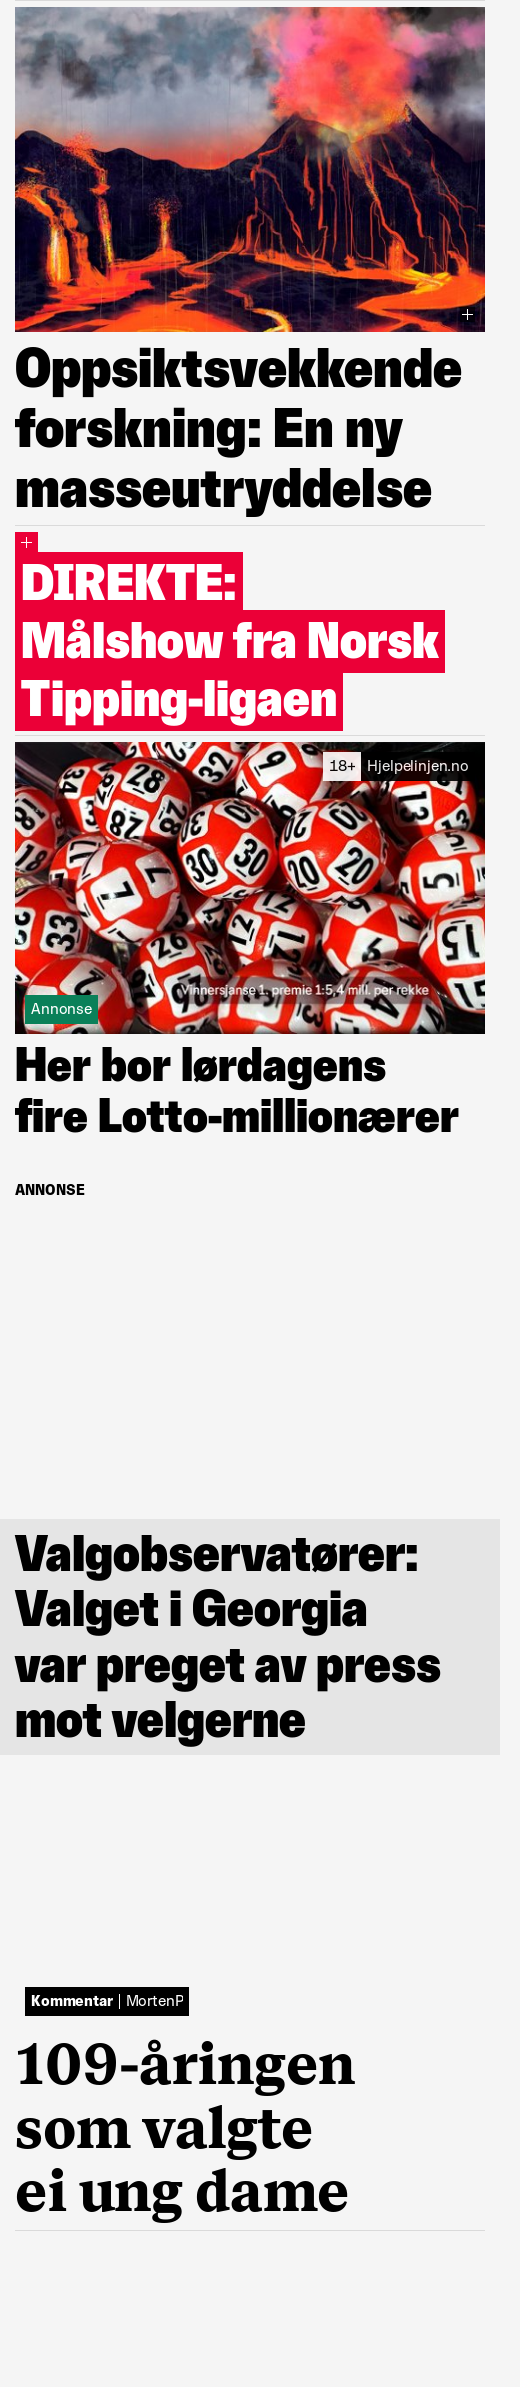 Oppsiktsvekkende
forskning: En ny
masseutryddelse
DIREKTE:
Målshow fra Norsk
Tipping-ligaen
18+ Hjelpelinjen.no
Vinnersjanse 1. premie 1:5,4 mill. per rekke
Annonse
Her bor lørdagens
fire Lotto-millionærer
ANNONSE
Valgobservatører:
Valget i Georgia
var preget av press
mot velgerne
Kommentar | MortenP
109-åringen
som valgte
ei ung dame